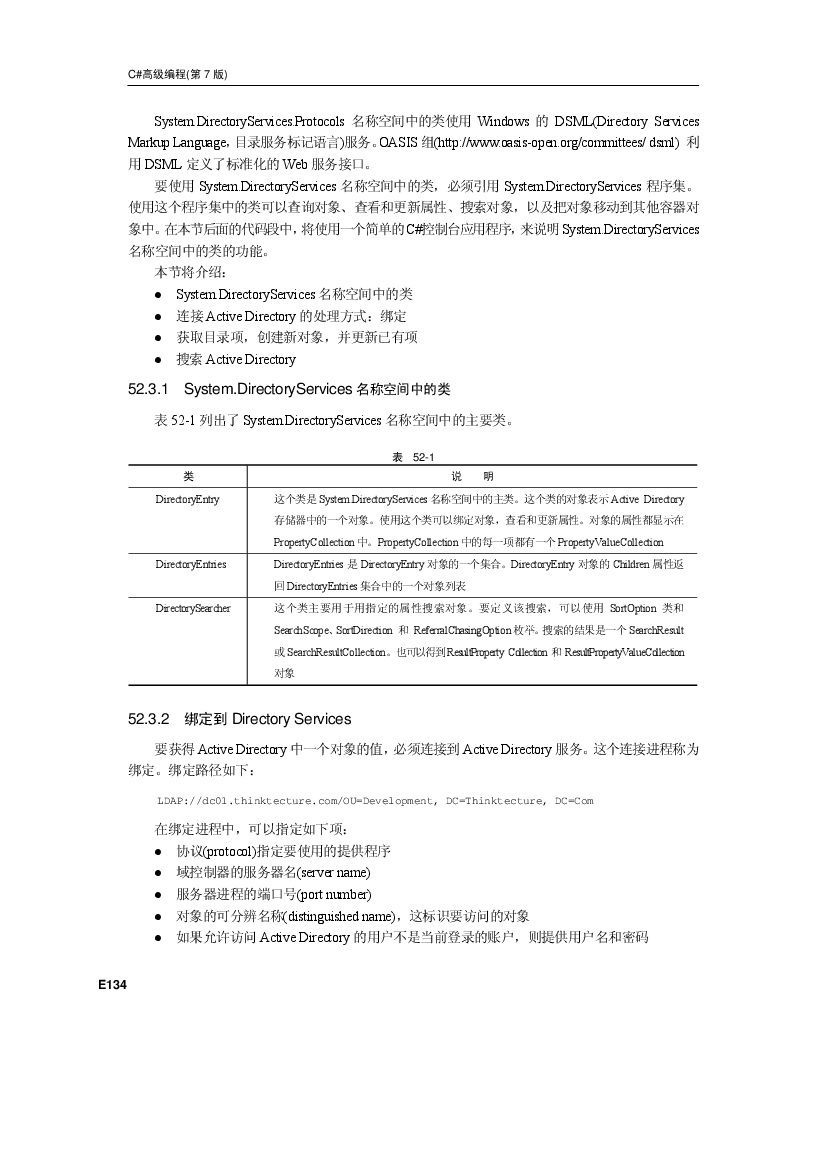 C#高级编程(第 7 版)
System.DirectoryServices.Protocols 名称空间中的类使用 Windows 的 DSML(Directory Services
Markup Language，目录服务标记语言)服务。OASIS 组(http://www.oasis-open.org/committees/ dsml) 利
用 DSML 定义了标准化的 Web 服务接口。
要使用 System.DirectoryServices 名称空间中的类，必须引用 System.DirectoryServices 程序集。
使用这个程序集中的类可以查询对象、查看和更新属性、搜索对象，以及把对象移动到其他容器对
象中。在本节后面的代码段中，将使用一个简单的 C#控制台应用程序，来说明 System.DirectoryServices
名称空间中的类的功能。
本节将介绍：
● System.DirectoryServices 名称空间中的类
● 连接 Active Directory 的处理方式：绑定
● 获取目录项，创建新对象，并更新已有项
● 搜索 Active Directory
52.3.1 System.DirectoryServices 名称空间中的类
表 52-1 列出了 System.DirectoryServices 名称空间中的主要类。
表 52-1
类 说 明
DirectoryEntry 这个类是 System.DirectoryServices 名称空间中的主类。这个类的对象表示 Active Directory
存储器中的一个对象。使用这个类可以绑定对象，查看和更新属性。对象的属性都显示在
PropertyCollection 中。PropertyCollection 中的每一项都有一个 PropertyValueCollection
DirectoryEntries DirectoryEntries 是 DirectoryEntry 对象的一个集合。DirectoryEntry 对象的 Children 属性返
回 DirectoryEntries 集合中的一个对象列表
DirectorySearcher 这个类主要用于用指定的属性搜索对象。要定义该搜索，可以使用 SortOption 类和
SearchScope、SortDirection 和 ReferralChasingOption 枚举。搜索的结果是一个 SearchResult
或 SearchResultCollection。也可以得到 ResultProperty Collection 和 ResultPropertyValueCollection
对象
52.3.2 绑定到 Directory Services
要获得 Active Directory 中一个对象的值，必须连接到 Active Directory 服务。这个连接进程称为
绑定。绑定路径如下：
LDAP://dc01.thinktecture.com/OU=Development, DC=Thinktecture, DC=Com
在绑定进程中，可以指定如下项：
● 协议(protocol)指定要使用的提供程序
● 域控制器的服务器名(server name)
● 服务器进程的端口号(port number)
● 对象的可分辨名称(distinguished name)，这标识要访问的对象
● 如果允许访问 Active Directory 的用户不是当前登录的账户，则提供用户名和密码
E134